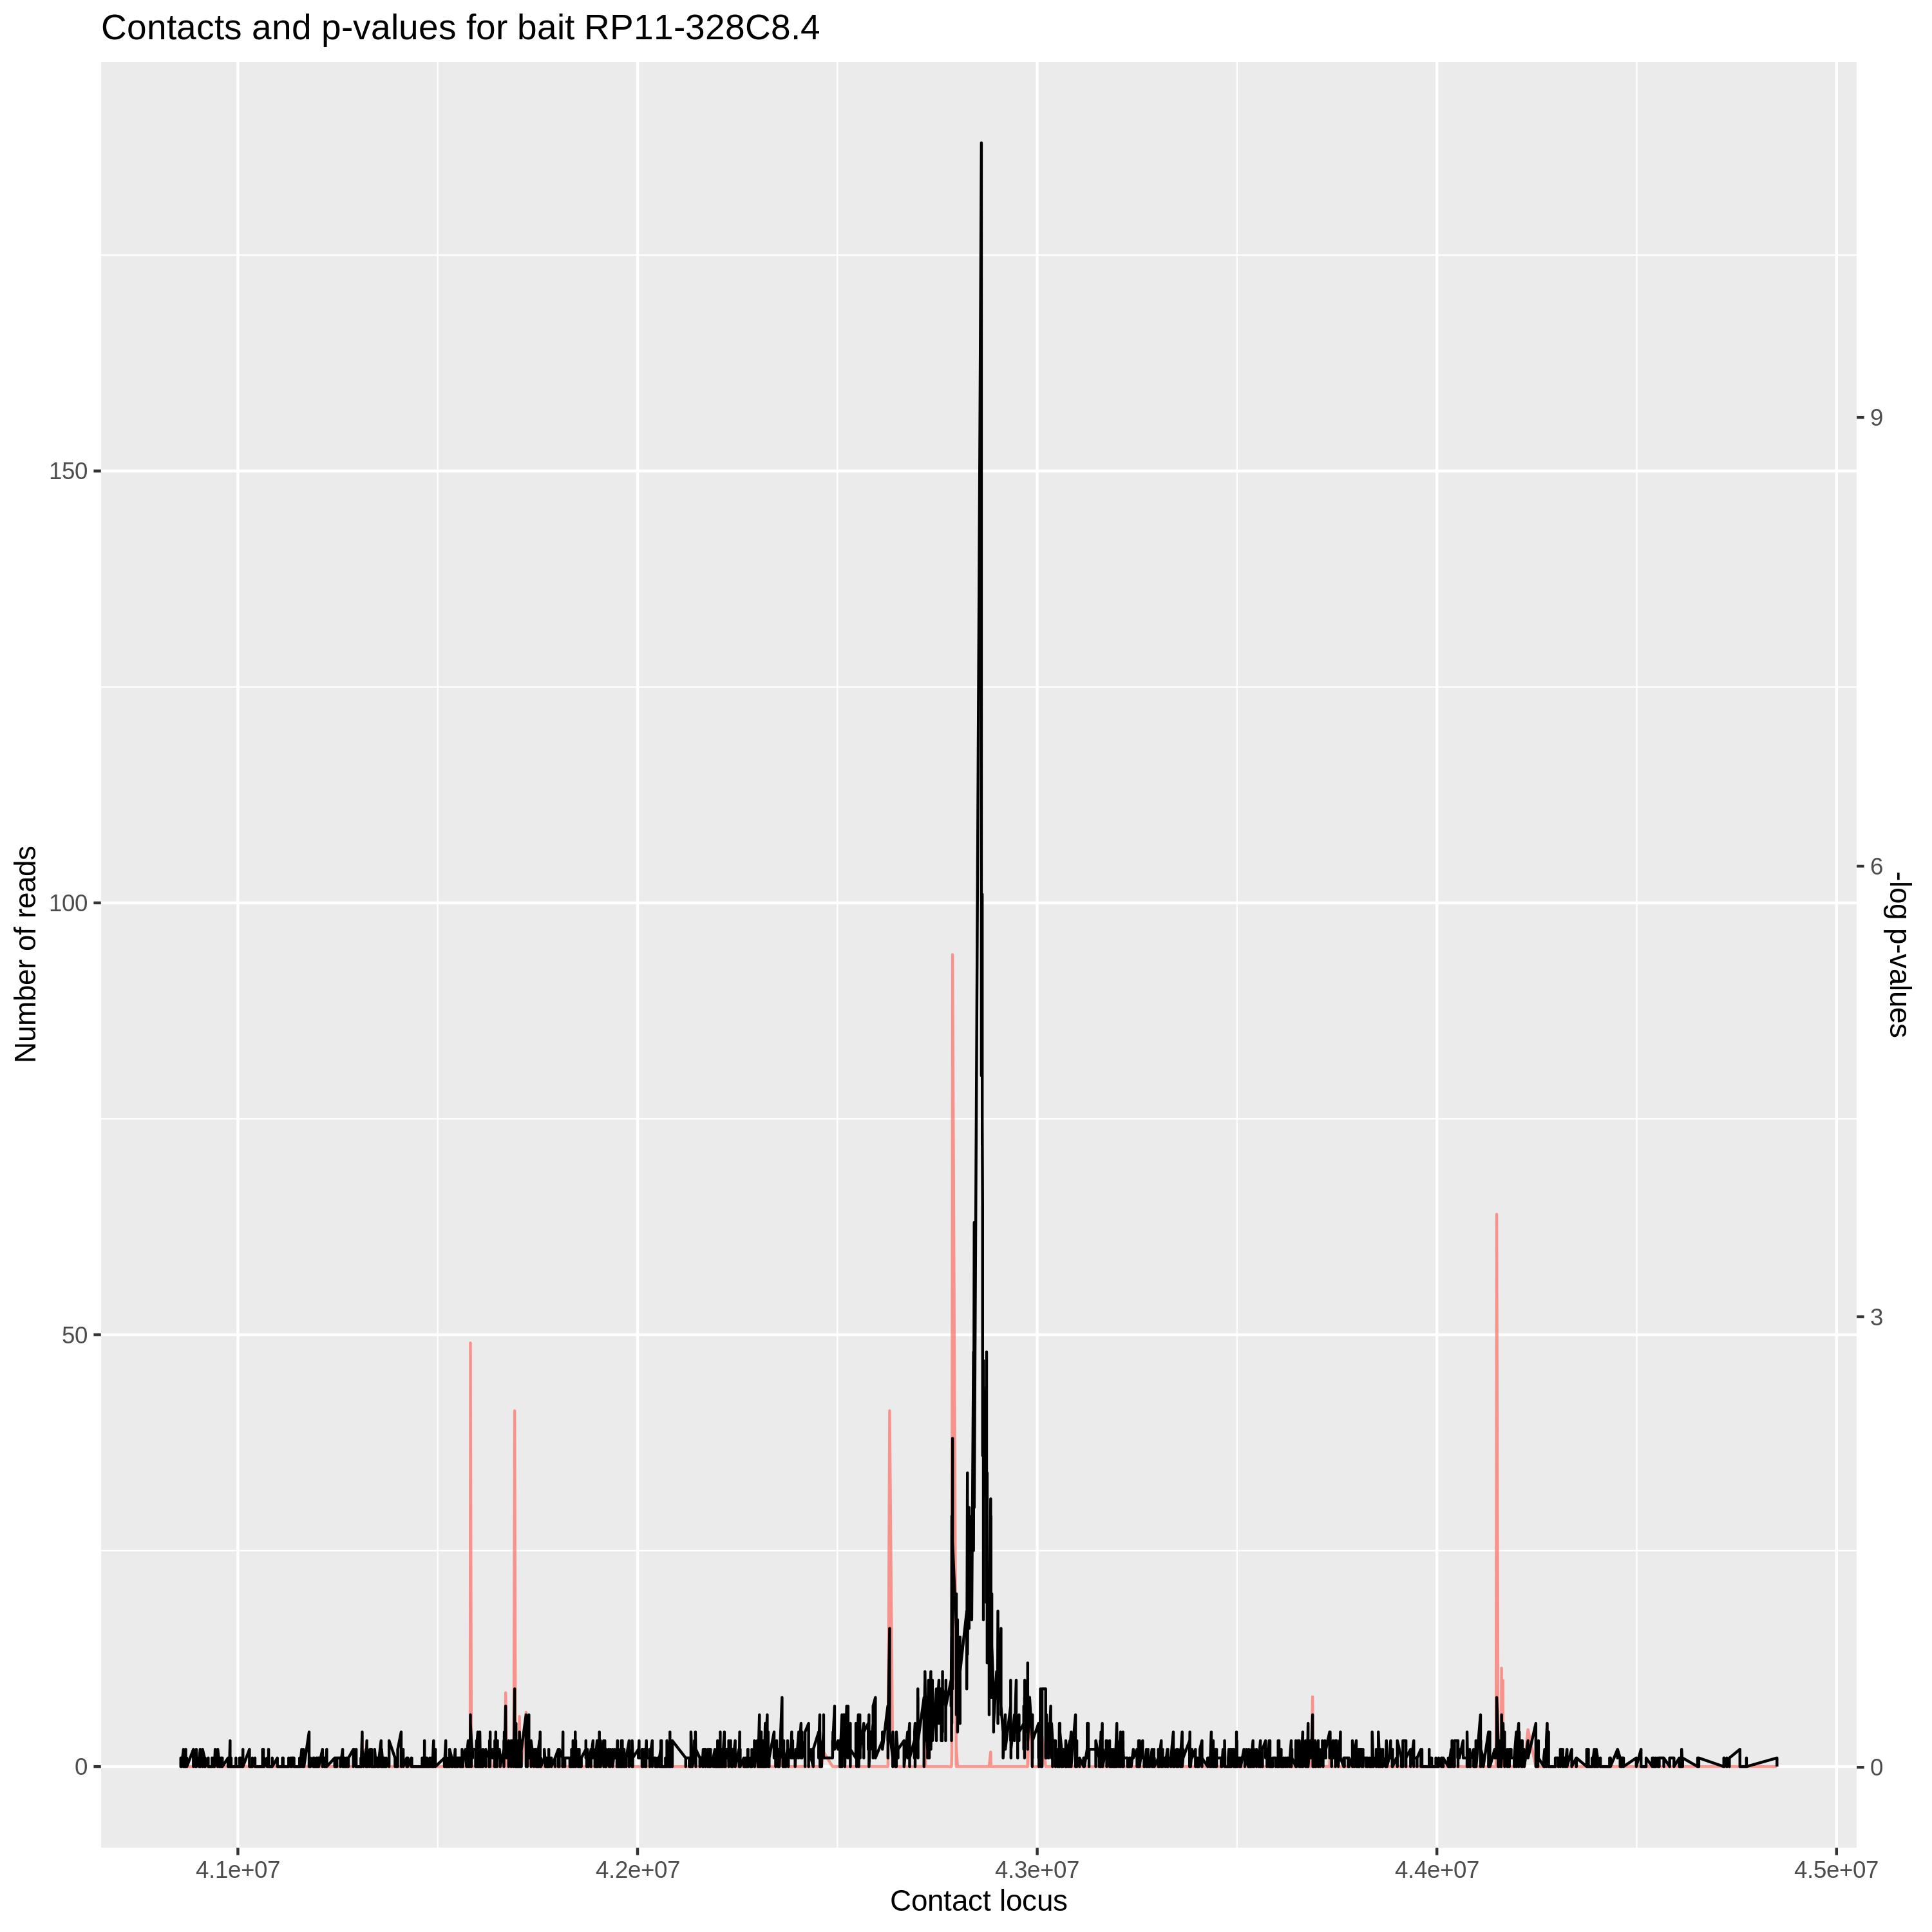 Contacts and p-values for bait RP11-328C8.4
Number of reads
150
100
50
0
9
6
3
0
-log p-values
4.1e+07
4.2e+07
4.3e+07
4.4e+07
4.5e+07
Contact locus